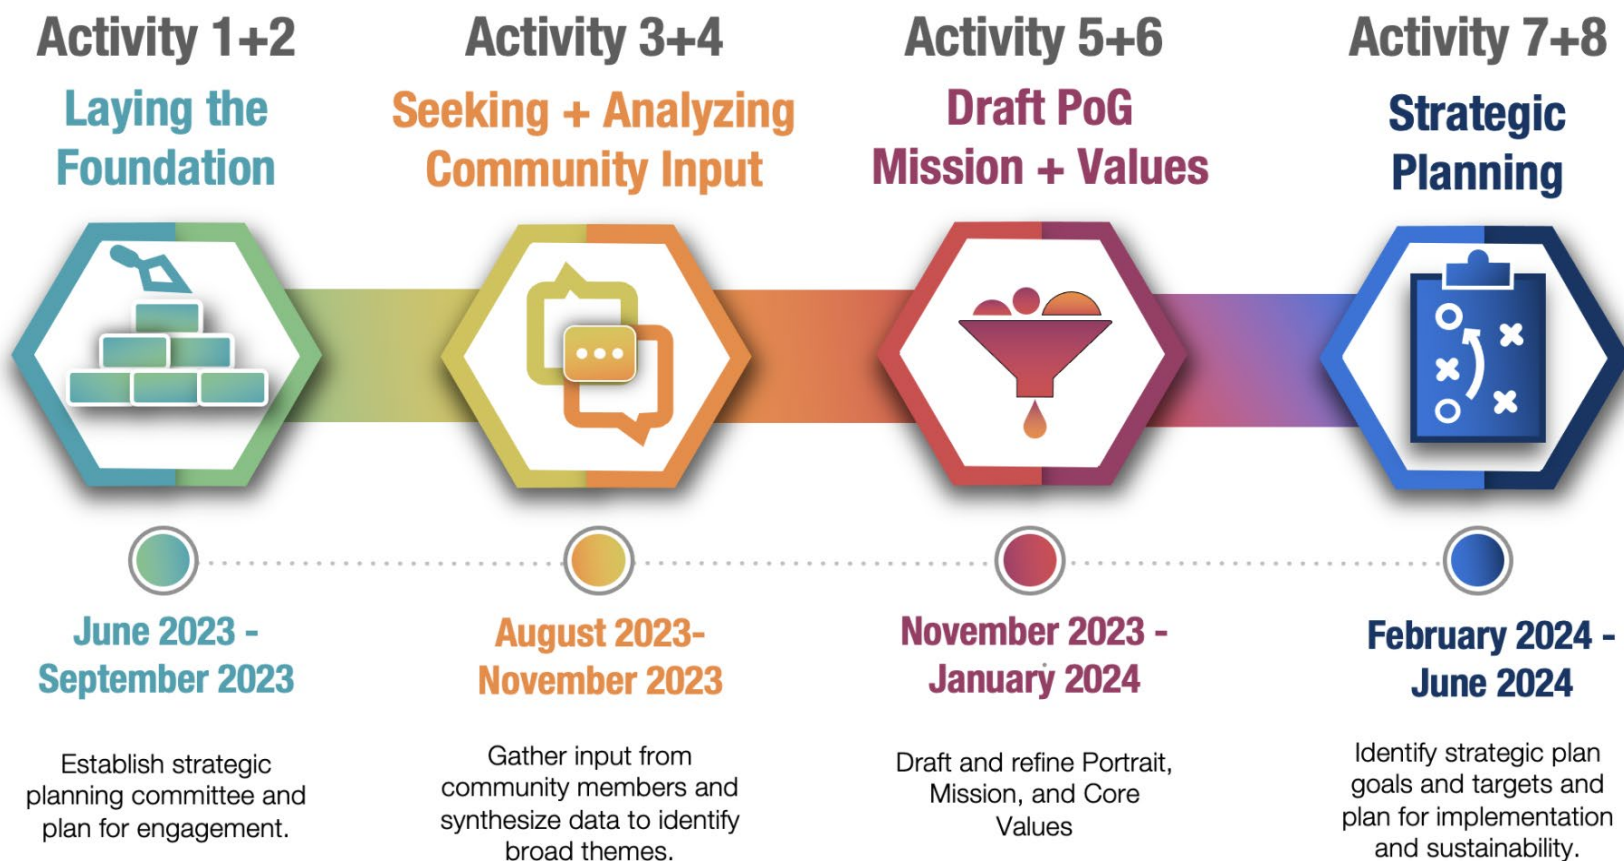 Activity 1+2
Laying the
Foundation
June 2023 -
September 2023
Establish strategic
planning committee and
plan for engagement.
Activity 3+4
Seeking + Analyzing
Community Input
August 2023-
November 2023
Gather input from
community members and
synthesize data to identify
broad themes.
Activity 5+6
Draft PoG
Mission + Values
November 2023 -
January 2024
Draft and refine Portrait,
Mission, and Core
Values
Activity 7+8
Strategic
Planning
February 2024 -
June 2024
Identify strategic plan
goals and targets and
plan for implementation
and sustainability.